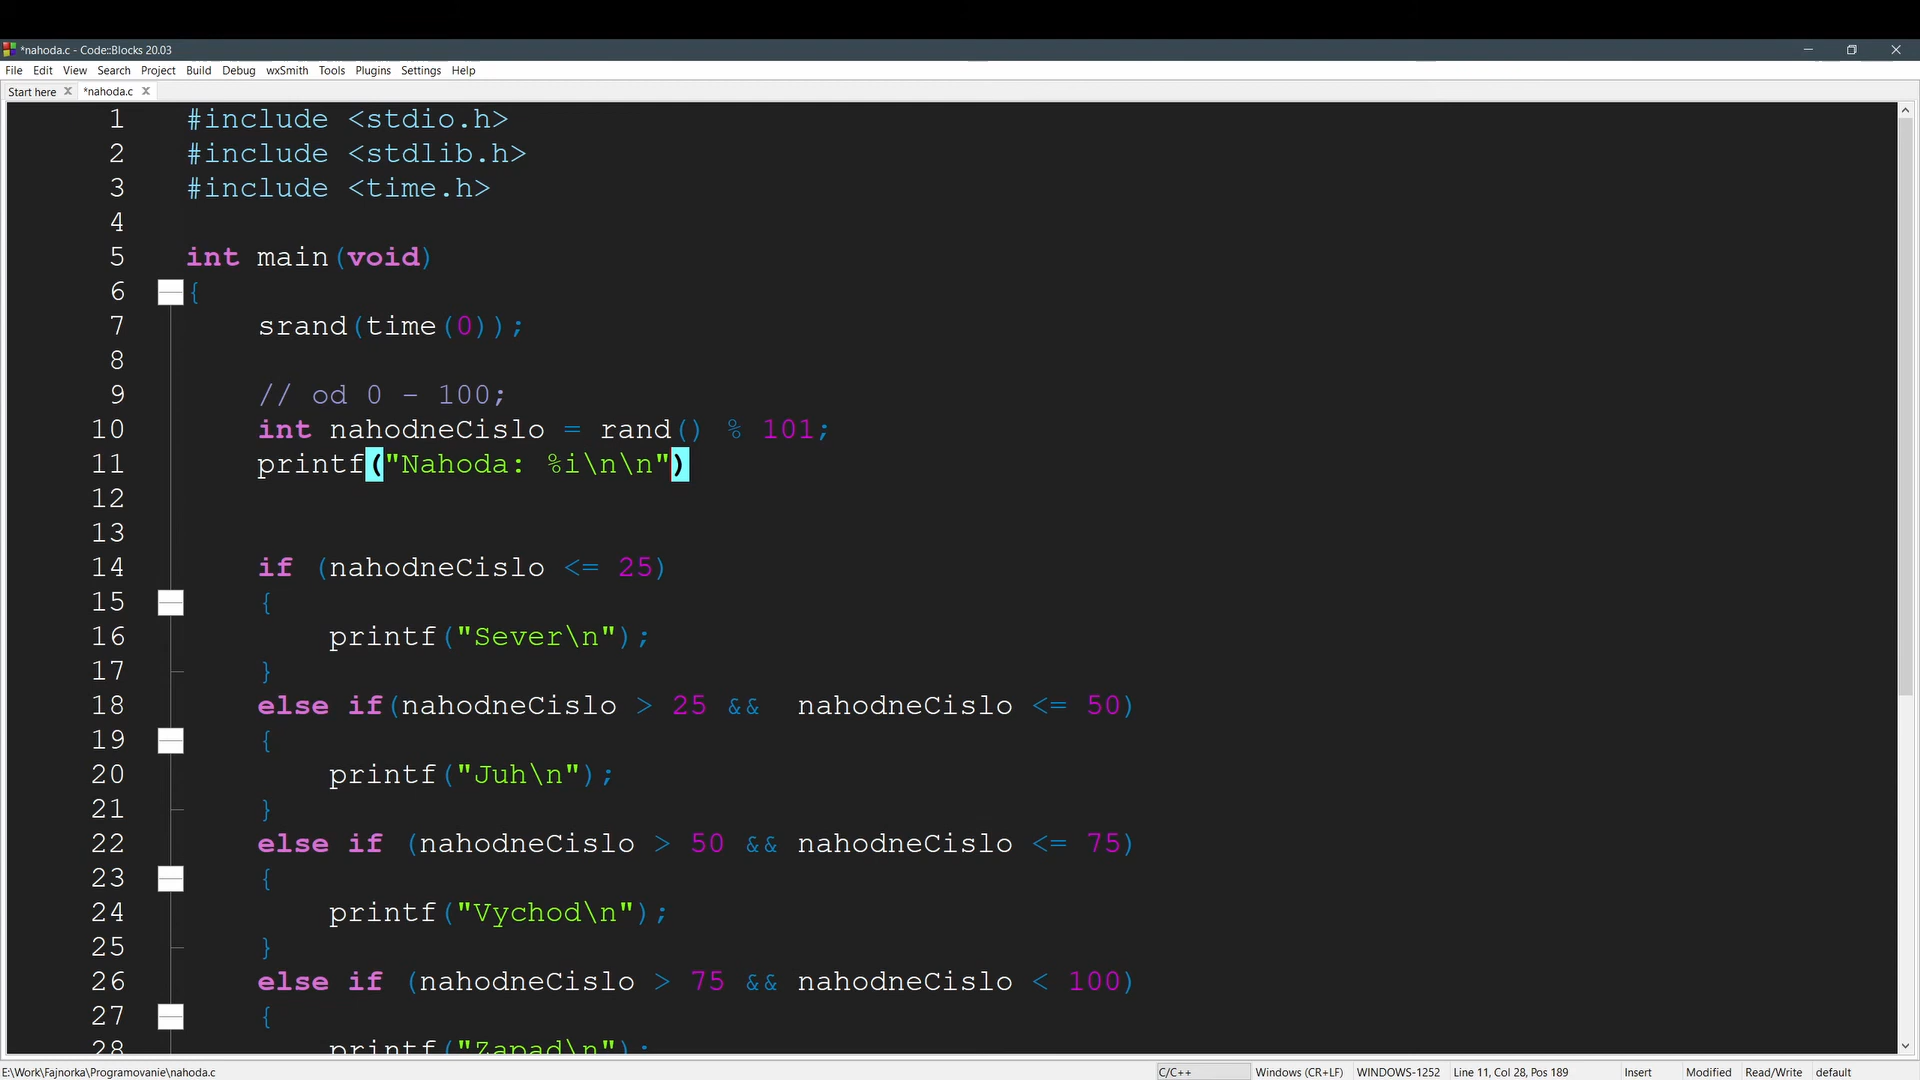 *nahoda.c - Code::Blocks 20.03
File Edit View Search Project Build Debug wxSmith Tools Plugins Settings Help
Start here *nahoda.c
1 #include <stdio.h>
2 #include <stdlib.h>
3 #include <time.h>
4
5 int main(void)
6 {
7 srand(time(0));
8
9 // od 0 - 100;
10 int nahodneCislo = rand() % 101;
11 printf("Nahoda: %i\n\n")
12
13
14 if (nahodneCislo <= 25)
15 {
16 printf("Sever\n");
17 }
18 else if(nahodneCislo > 25 &&  nahodneCislo <= 50)
19 {
20 printf("Juh\n");
21 }
22 else if (nahodneCislo > 50 && nahodneCislo <= 75)
23 {
24 printf("Vychod\n");
25 }
26 else if (nahodneCislo > 75 && nahodneCislo < 100)
27 {
28 printf("Zapad\n");
E:\Work\Fajnorka\Programovanie\nahoda.c C/C++ Windows (CR+LF) WINDOWS-1252 Line 11, Col 28, Pos 189 Insert Modified Read/Write default